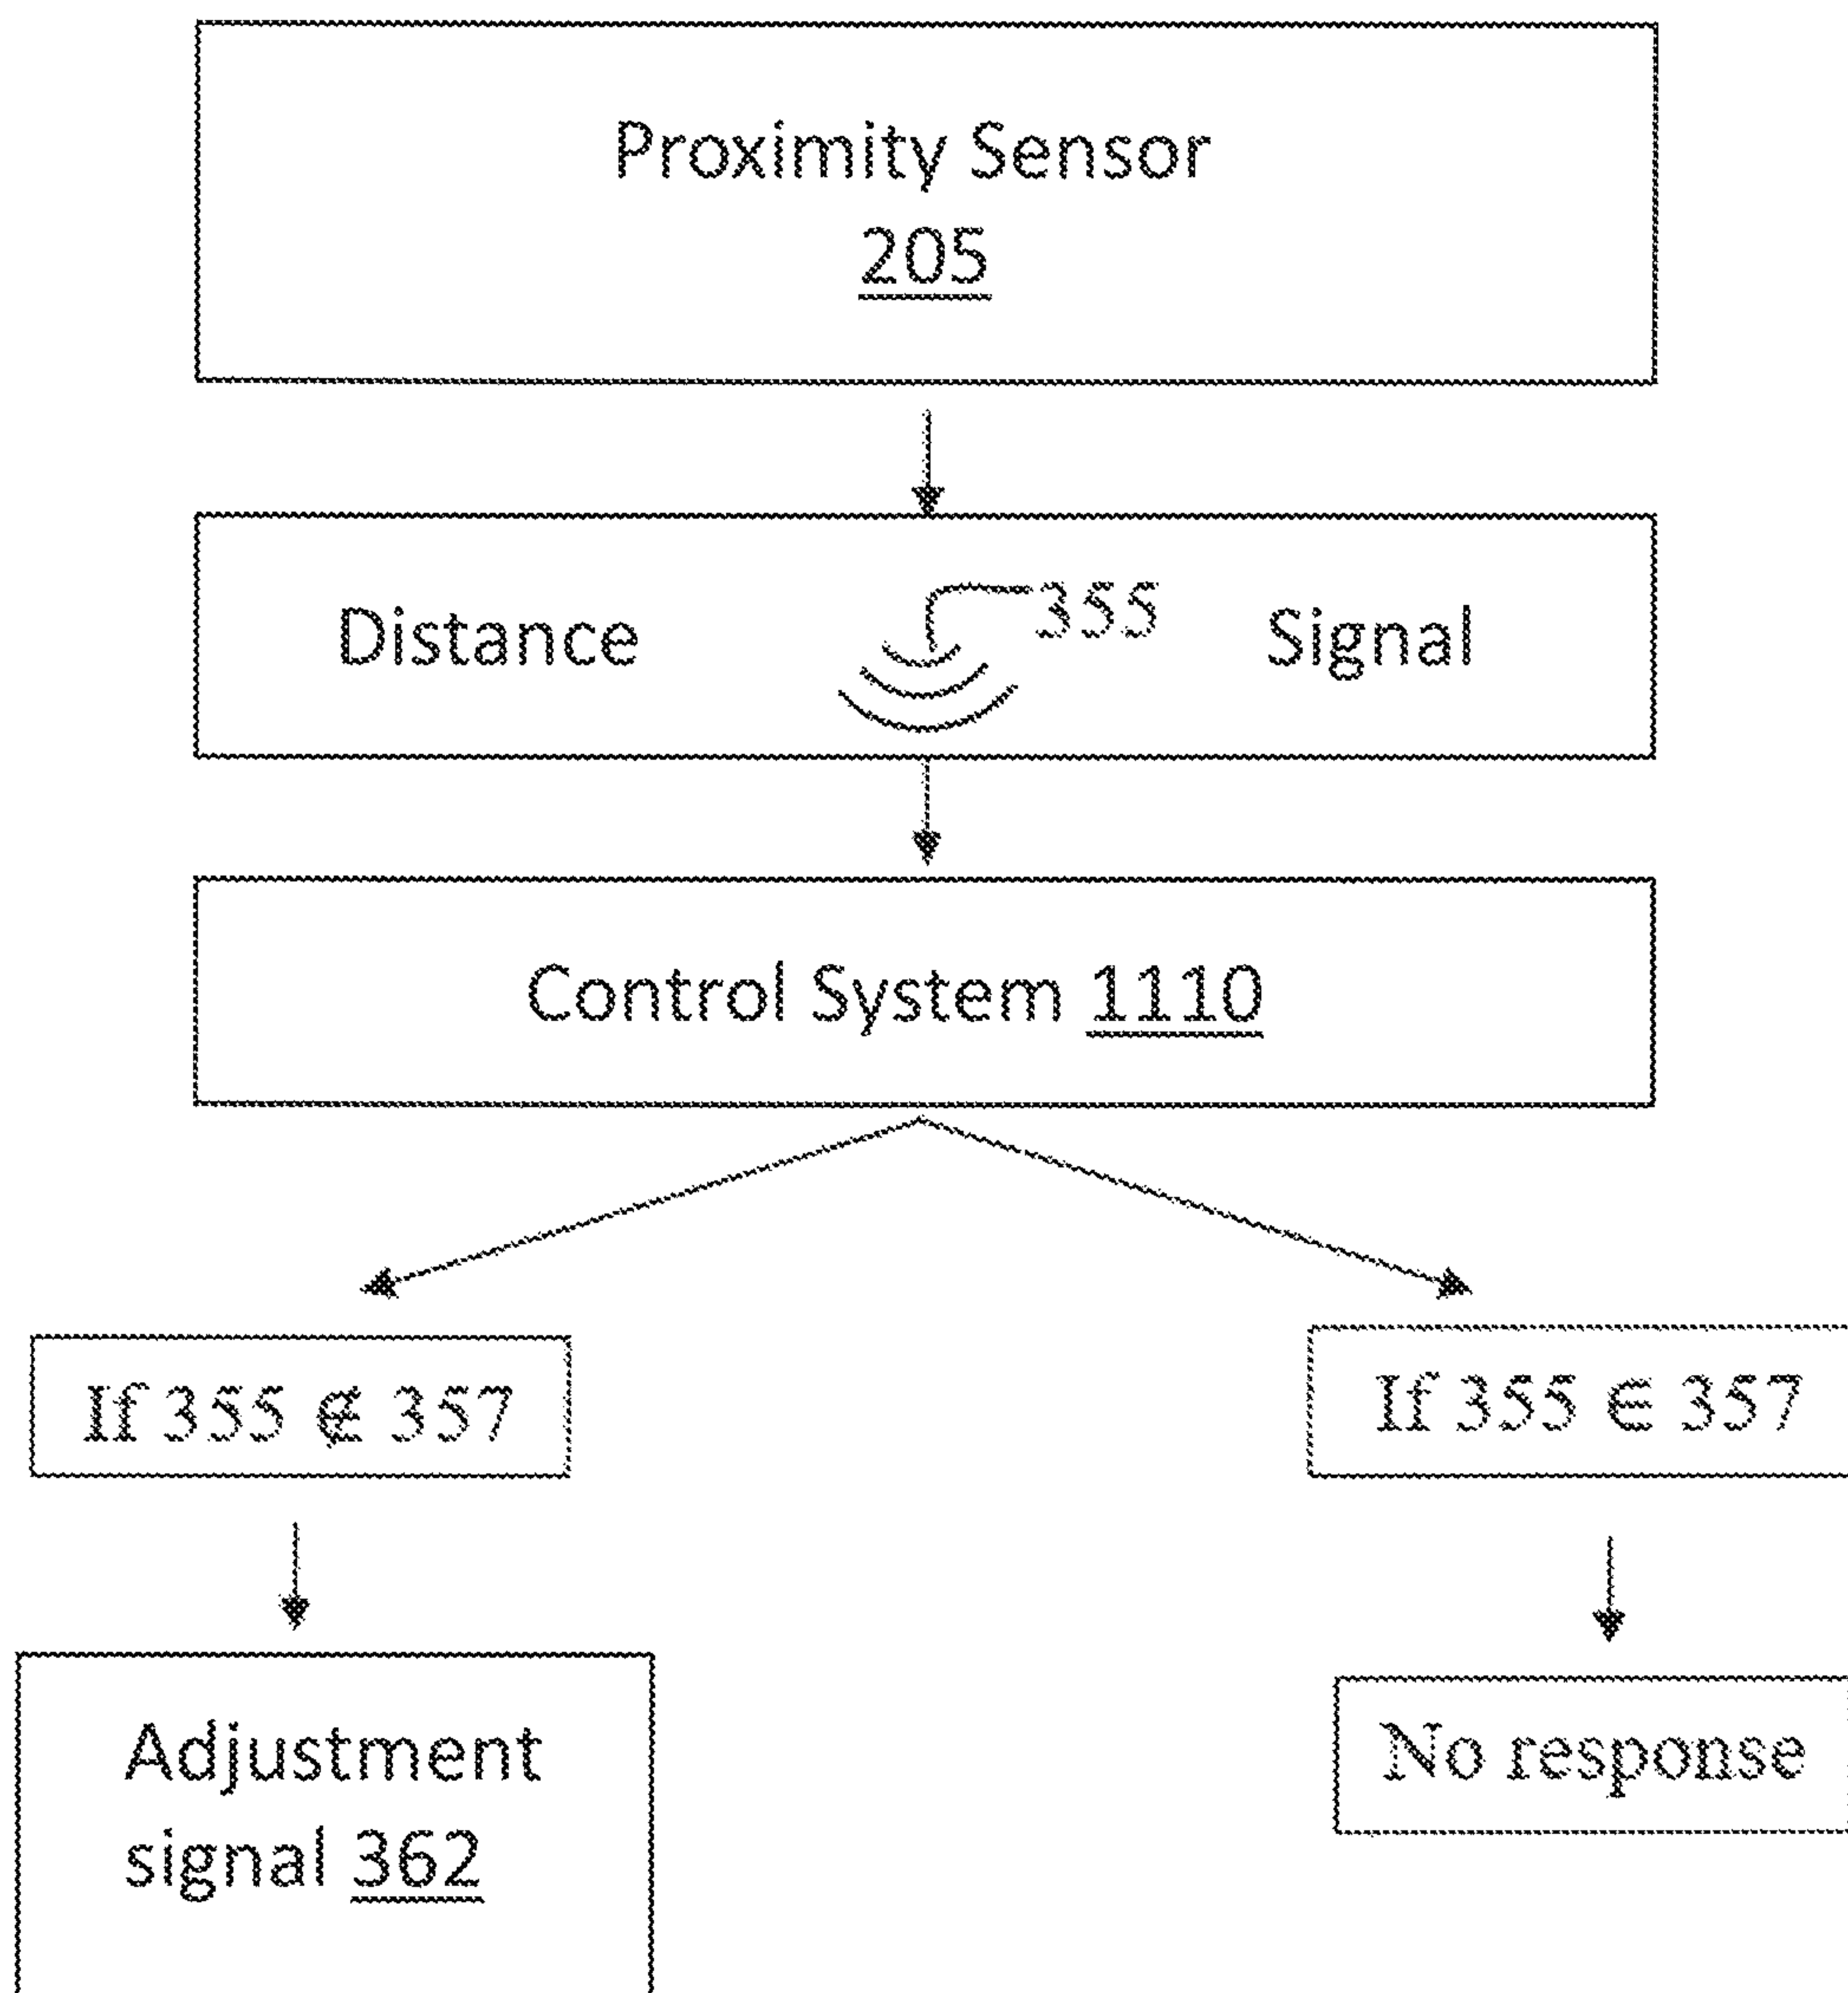 Proximity Sensor
205
355
Distance Signal
Control System 1110
If 355 ∉ 357
If 355 ∈ 357
Adjustment
signal 362
No response